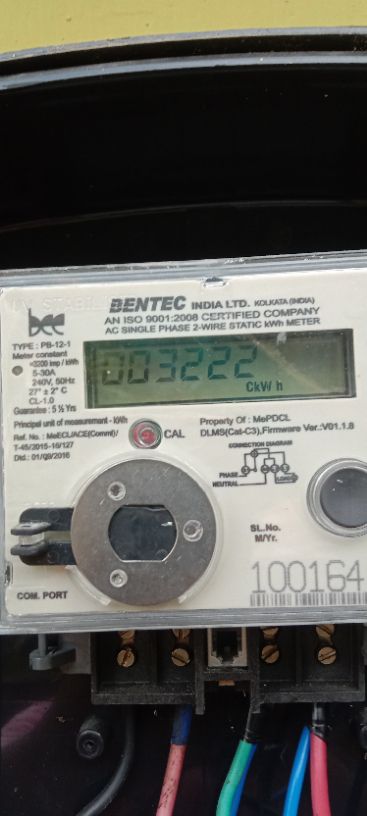 UV STABIL
bee
BENTEC INDIA LTD. KOLKATA (INDIA)
AN ISO 9001:2008 CERTIFIED COMPANY
AC SINGLE PHASE 2-WIRE STATIC kWh METER
TYPE : PB-12-1
Meter constant
3200 imp / kWh
5-30A
240V, 50Hz
27° ± 2° C
CL-1.0
Guarantee : 5 ½ Yrs
003222
CkWh
Principal unit of measurement - kWh
Ref. No. : MeECL/ACE(Comml)/
T-45/2015-16/127
Dtd. : 01/09/2016
CAL
Property Of : MePDCL
DLMS(Cat-C3),Firmware Ver.:V01.1.8
CONNECTION DIAGRAM
PHASE
NEUTRAL
LOAD
SL.No.
M/Yr.
COM. PORT
100164